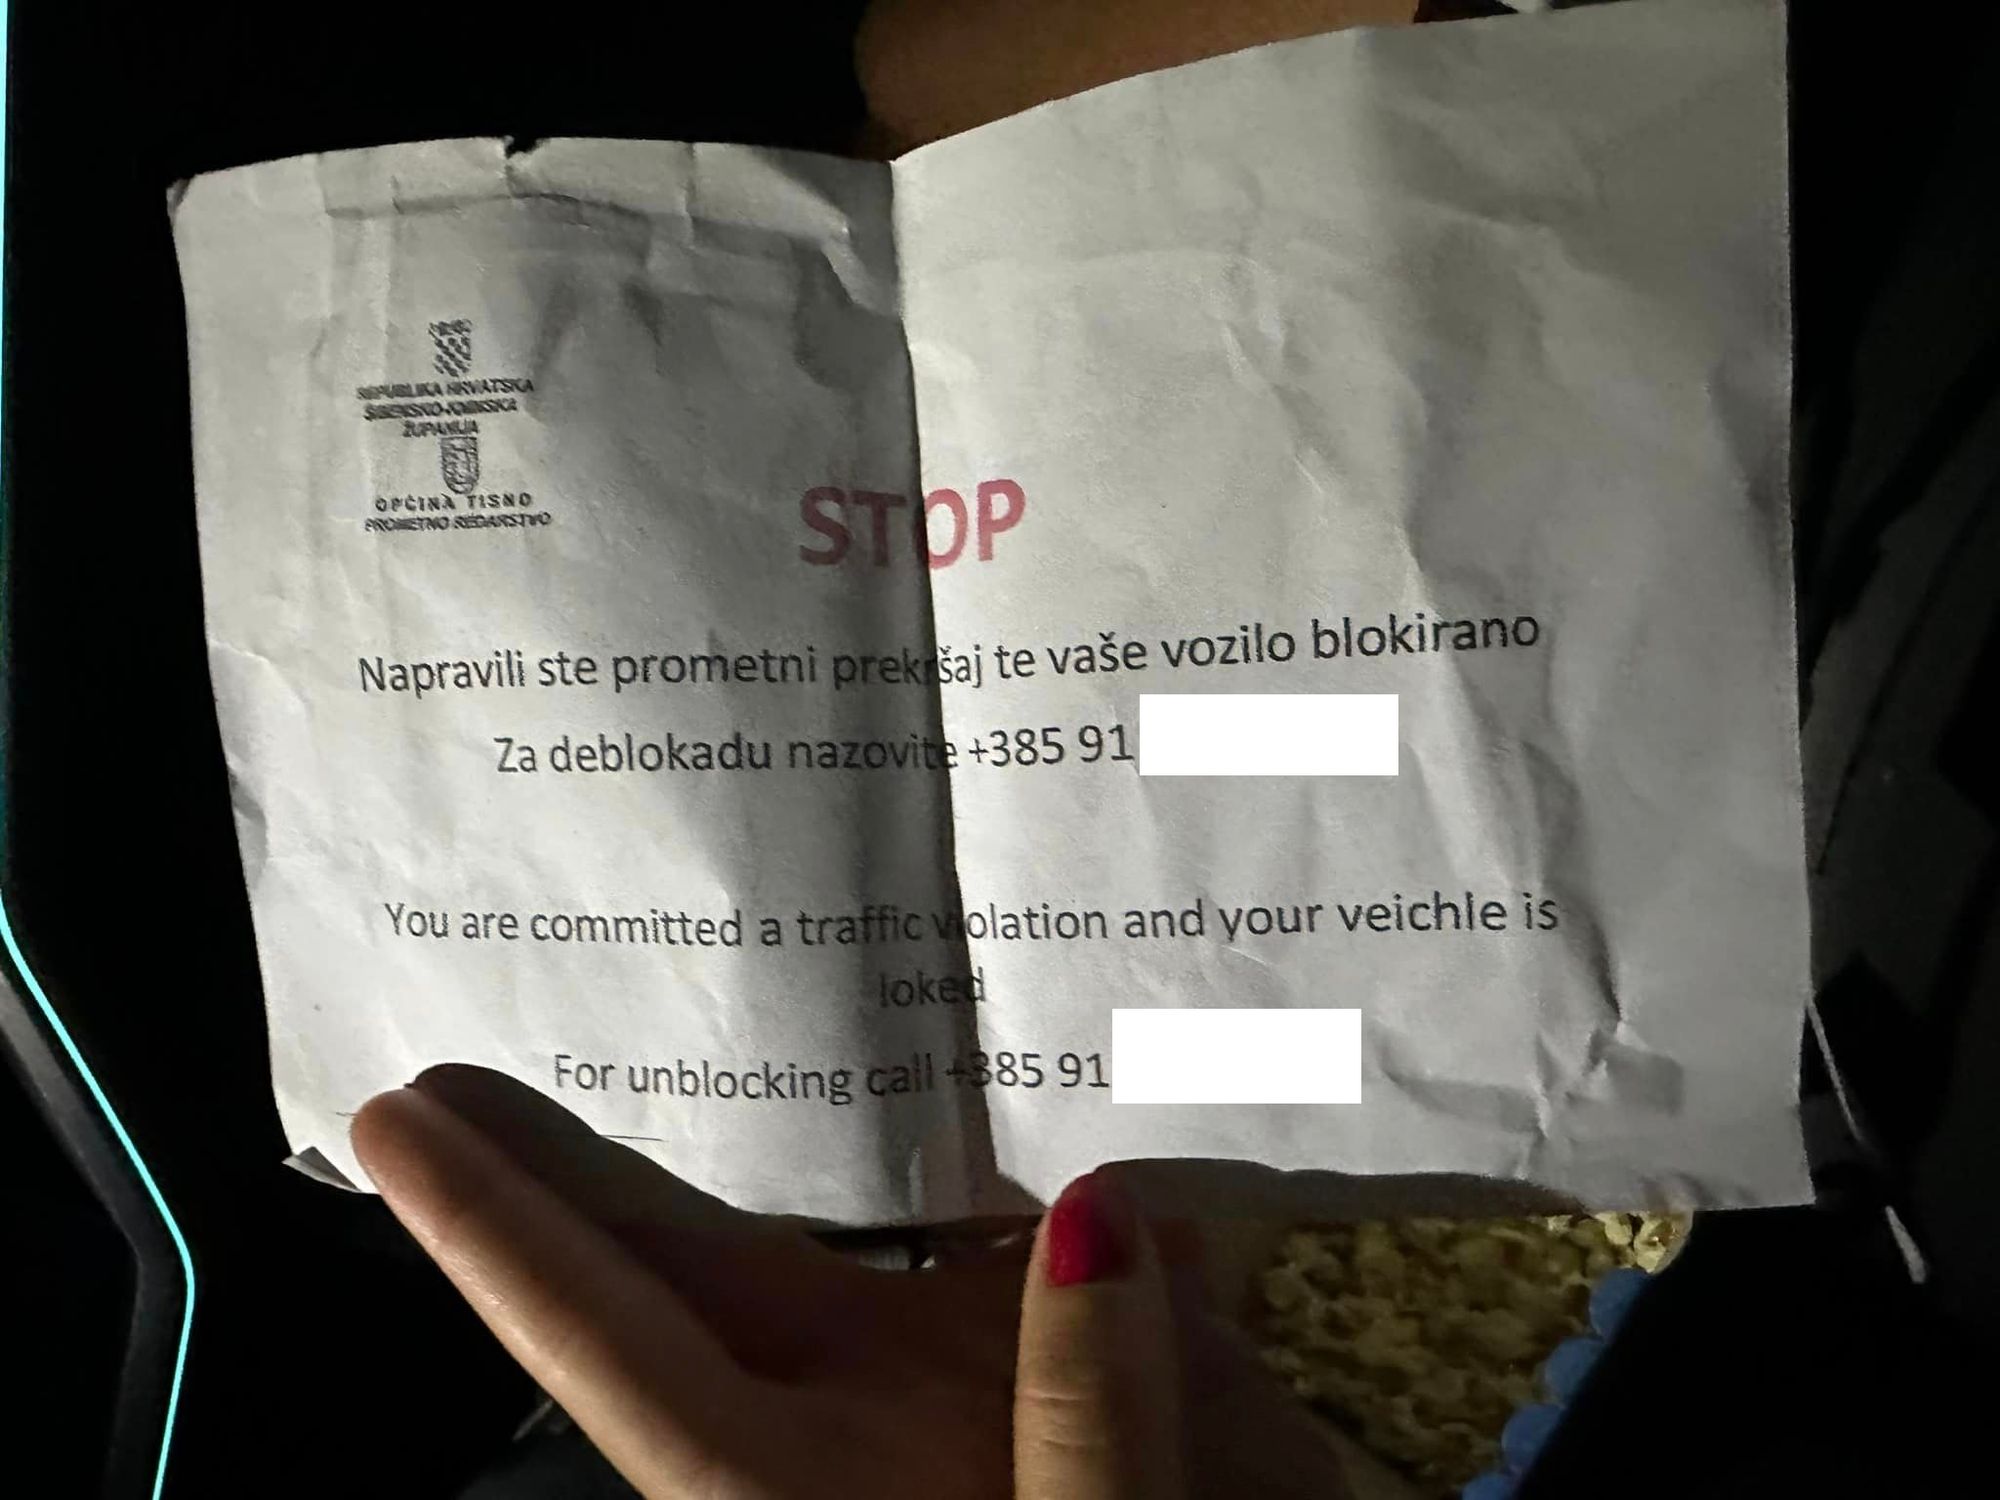 REPUBLIKA HRVATSKA
ŠIBENSKO-KNINSKA
ŽUPANIJA
OPĆINA TISNO
PROMETNO REDARSTVO
STOP
Napravili ste prometni prekršaj te vaše vozilo blokirano
Za deblokadu nazovite +385 91
You are committed a traffic violation and your veichle is
loked
For unblocking call +385 91